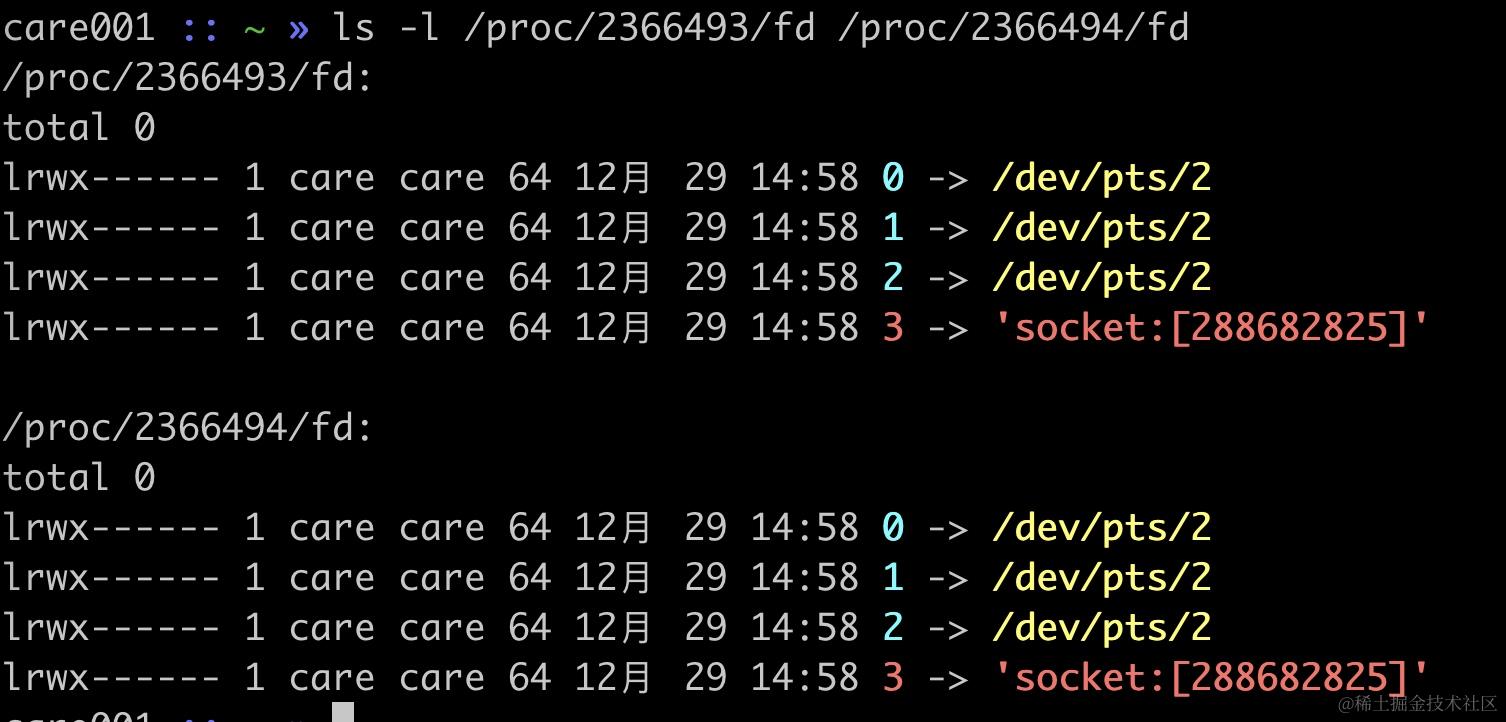 care001 :: ~ » ls -l /proc/2366493/fd /proc/2366494/fd
/proc/2366493/fd:
total 0
lrwx------ 1 care care 64 12月 29 14:58 0 -> /dev/pts/2
lrwx------ 1 care care 64 12月 29 14:58 1 -> /dev/pts/2
lrwx------ 1 care care 64 12月 29 14:58 2 -> /dev/pts/2
lrwx------ 1 care care 64 12月 29 14:58 3 -> 'socket:[288682825]'
/proc/2366494/fd:
total 0
lrwx------ 1 care care 64 12月 29 14:58 0 -> /dev/pts/2
lrwx------ 1 care care 64 12月 29 14:58 1 -> /dev/pts/2
lrwx------ 1 care care 64 12月 29 14:58 2 -> /dev/pts/2
lrwx------ 1 care care 64 12月 29 14:58 3 -> 'socket:[288682825]'
care001 :: ~ »
@稀土掘金技术社区